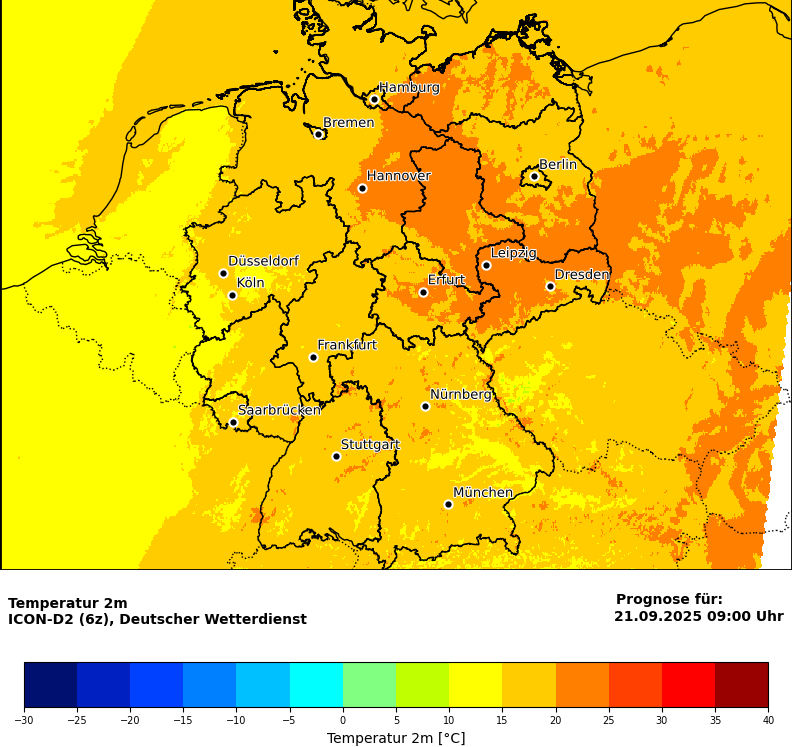 Hamburg
Bremen
Berlin
Hannover
Leipzig
Düsseldorf
Dresden
Köln
Erfurt
Frankfurt
Nürnberg
Saarbrücken
Stuttgart
München
Temperatur 2m
ICON-D2 (6z), Deutscher Wetterdienst
Prognose für:
21.09.2025 09:00 Uhr
−30 −25 −20 −15 −10 −5 0 5 10 15 20 25 30 35 40
Temperatur 2m [°C]